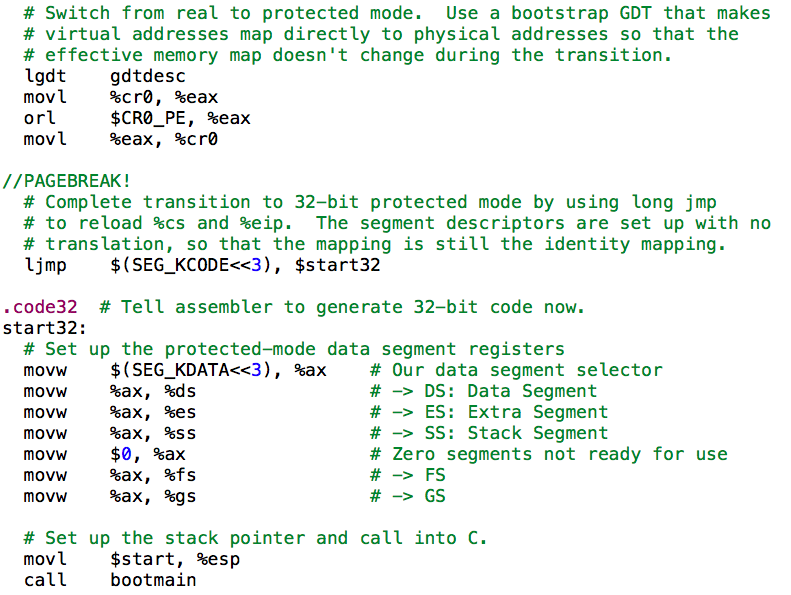 # Switch from real to protected mode.  Use a bootstrap GDT that makes
  # virtual addresses map directly to physical addresses so that the
  # effective memory map doesn't change during the transition.
  lgdt    gdtdesc
  movl    %cr0, %eax
  orl     $CR0_PE, %eax
  movl    %eax, %cr0

//PAGEBREAK!
  # Complete transition to 32-bit protected mode by using long jmp
  # to reload %cs and %eip.  The segment descriptors are set up with no
  # translation, so that the mapping is still the identity mapping.
  ljmp    $(SEG_KCODE<<3), $start32

.code32  # Tell assembler to generate 32-bit code now.
start32:
  # Set up the protected-mode data segment registers
  movw    $(SEG_KDATA<<3), %ax    # Our data segment selector
  movw    %ax, %ds                # -> DS: Data Segment
  movw    %ax, %es                # -> ES: Extra Segment
  movw    %ax, %ss                # -> SS: Stack Segment
  movw    $0, %ax                 # Zero segments not ready for use
  movw    %ax, %fs                # -> FS
  movw    %ax, %gs                # -> GS

  # Set up the stack pointer and call into C.
  movl    $start, %esp
  call    bootmain